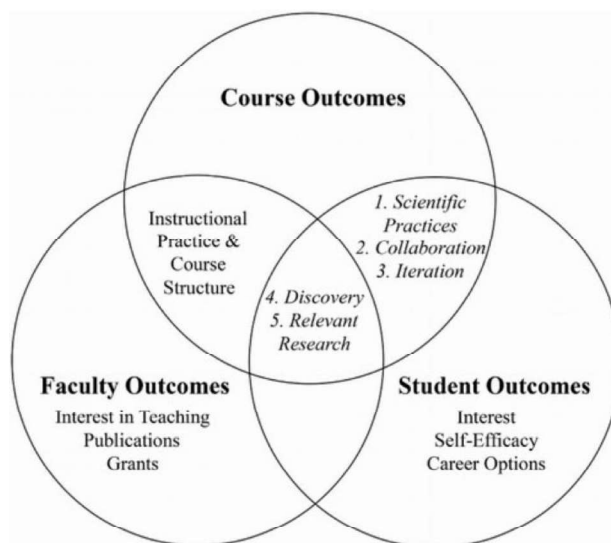 Course Outcomes
Instructional
Practice &
Course
Structure
1. Scientific
Practices
2. Collaboration
3. Iteration
4. Discovery
5. Relevant
Research
Faculty Outcomes
Interest in Teaching
Publications
Grants
Student Outcomes
Interest
Self-Efficacy
Career Options